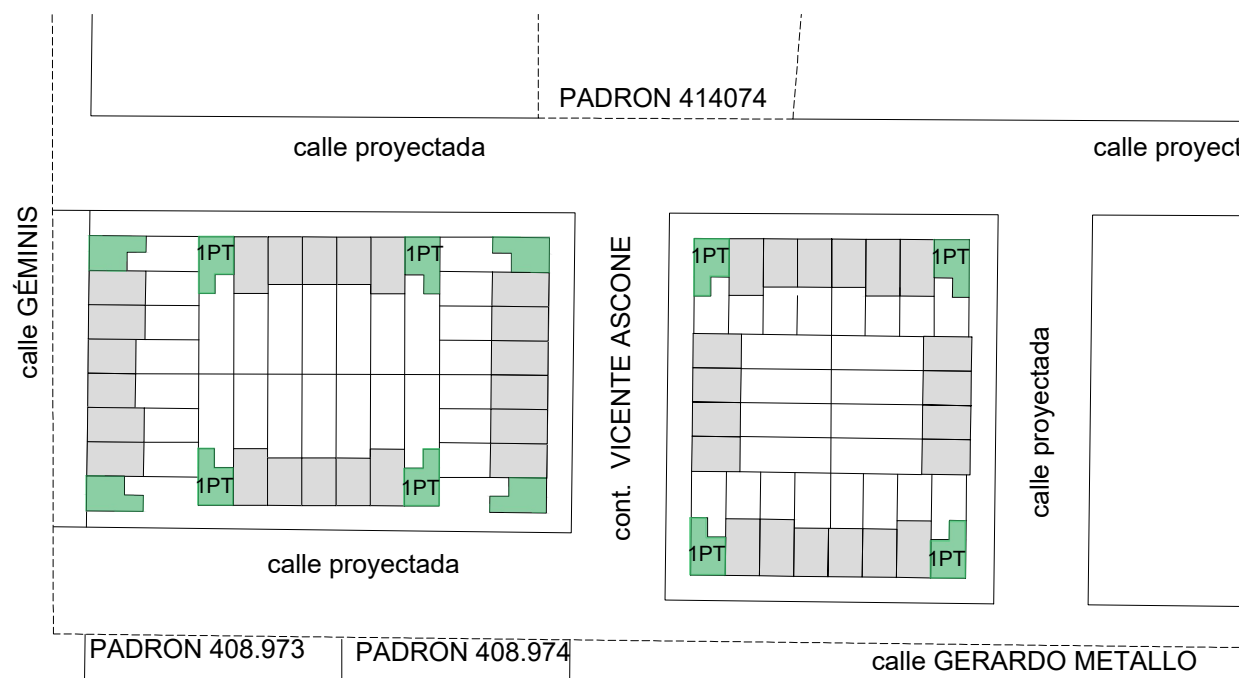 PADRON 414074
calle proyectada
calle proyect
calle GÉMINIS
1PT
1PT
cont. VICENTE ASCONE
1PT
1PT
calle proyectada
1PT
1PT
1PT
1PT
calle proyectada
PADRON 408.973
PADRON 408.974
calle GERARDO METALLO